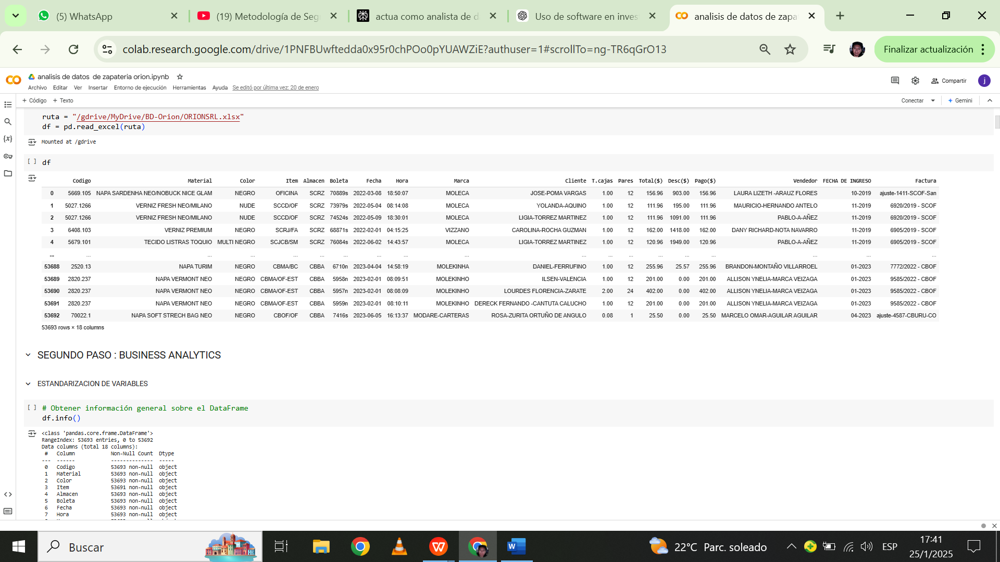 (5) WhatsApp
(19) Metodología de Seg
actua como analista de d
Uso de software en inves
analisis de datos de zapa
colab.research.google.com/drive/1PNFBUwftedda0x95r0chPOo0pYUAWZiE?authuser=1#scrollTo=ng-TR6qGrO13
Finalizar actualización
analisis de datos de zapateria orion.ipynb
Archivo Editar Ver Insertar Entorno de ejecución Herramientas Ayuda Se editó por última vez: 20 de enero
Compartir
j
+ Código + Texto
Conectar
Gemini
ruta = "/gdrive/MyDrive/BD-Orion/ORIONSRL.xlsx"
df = pd.read_excel(ruta)
Mounted at /gdrive
[ ] df
Codigo Material Color Item Almacen Boleta Fecha Hora Marca Cliente T.cajas Pares Total($) Desc($) Pago($) Vendedor FECHA DE INGRESO Factura
0 5669.105 NAPA SARDENHA NEO/NOBUCK NICE GLAM NEGRO OFICINA SCRZ 70889s 2022-03-08 18:50:07 MOLECA JOSE-POMA VARGAS 1.00 12 156.96 903.00 156.96 LAURA LIZETH -ARAUZ FLORES 10-2019 ajuste-1411-SCOF-San
1 5027.1266 VERNIZ FRESH NEO/MILANO NUDE SCCD/OF SCRZ 73979s 2022-05-04 08:14:08 MOLECA YOLANDA-AQUINO 1.00 12 111.96 195.00 111.96 MAURICIO-HERNANDO ANTELO 11-2019 6920/2019 - SCOF
2 5027.1266 VERNIZ FRESH NEO/MILANO NUDE SCCD/OF SCRZ 74524s 2022-05-09 18:30:01 MOLECA LIGIA-TORREZ MARTINEZ 1.00 12 111.96 1091.00 111.96 PABLO-A-AÑEZ 11-2019 6920/2019 - SCOF
3 6408.103 VERNIZ PREMIUM NEGRO SCRJ/FA SCRZ 68871s 2022-02-01 04:15:25 VIZZANO CAROLINA-ROCHA GUZMAN 1.00 12 162.00 1418.00 162.00 DANY RICHARD-NOTA NAVARRO 11-2019 6905/2019 - SCOF
4 5679.101 TECIDO LISTRAS TOQUIO MULTI NEGRO SCJCB/SM SCRZ 76084s 2022-06-02 14:43:57 MOLECA LIGIA-TORREZ MARTINEZ 1.00 12 120.96 1949.00 120.96 PABLO-A-AÑEZ 11-2019 6905/2019 - SCOF
... ... ... ... ... ... ... ... ... ... ... ... ... ... ... ... ... ... ...
53688 2520.13 NAPA TURIM NEGRO CBMA/BC CBBA 6710n 2023-04-04 14:58:19 MOLEKINHA DANIEL-FERRUFINO 1.00 12 255.96 25.57 255.96 BRANDON-MONTAÑO VILLARROEL 01-2023 7772/2022 - CBOF
53689 2820.237 NAPA VERMONT NEO NEGRO CBMA/OF-EST CBBA 5958n 2023-02-01 08:09:51 MOLEKINHO ILSEN-VALENCIA 1.00 12 201.00 0.00 201.00 ALLISON YNELIA-MARCA VEIZAGA 01-2023 9585/2022 - CBOF
53690 2820.237 NAPA VERMONT NEO NEGRO CBMA/OF-EST CBBA 5957n 2023-02-01 08:08:09 MOLEKINHO LOURDES FLORENCIA-ZARATE 2.00 24 402.00 0.00 402.00 ALLISON YNELIA-MARCA VEIZAGA 01-2023 9585/2022 - CBOF
53691 2820.237 NAPA VERMONT NEO NEGRO CBMA/OF-EST CBBA 5959n 2023-02-01 08:10:11 MOLEKINHO DERECK FERNANDO -CANTUTA CALUCHO 1.00 12 201.00 0.00 201.00 ALLISON YNELIA-MARCA VEIZAGA 01-2023 9585/2022 - CBOF
53692 70022.1 NAPA SOFT STRECH BAG NEO NEGRO CBOF/OF CBBA 7416s 2023-06-05 16:13:37 MODARE-CARTERAS ROSA-ZURITA ORTUÑO DE ANGULO 0.08 1 25.50 0.00 25.50 MARCELO OMAR-AGUILAR AGUILAR 04-2023 ajuste-4587-CBURU-CO
53693 rows × 18 columns
SEGUNDO PASO : BUSINESS ANALYTICS
ESTANDARIZACION DE VARIABLES
[ ] # Obtener información general sobre el DataFrame
df.info()
<class 'pandas.core.frame.DataFrame'>
RangeIndex: 53693 entries, 0 to 53692
Data columns (total 18 columns):
# Column Non-Null Count Dtype
--- ------ -------------- -----
0 Codigo 53693 non-null object
1 Material 53693 non-null object
2 Color 53693 non-null object
3 Item 53691 non-null object
4 Almacen 53693 non-null object
5 Boleta 53693 non-null object
6 Fecha 53693 non-null object
7 Hora 53693 non-null object
Buscar
22°C Parc. soleado
ESP
17:41
25/1/2025